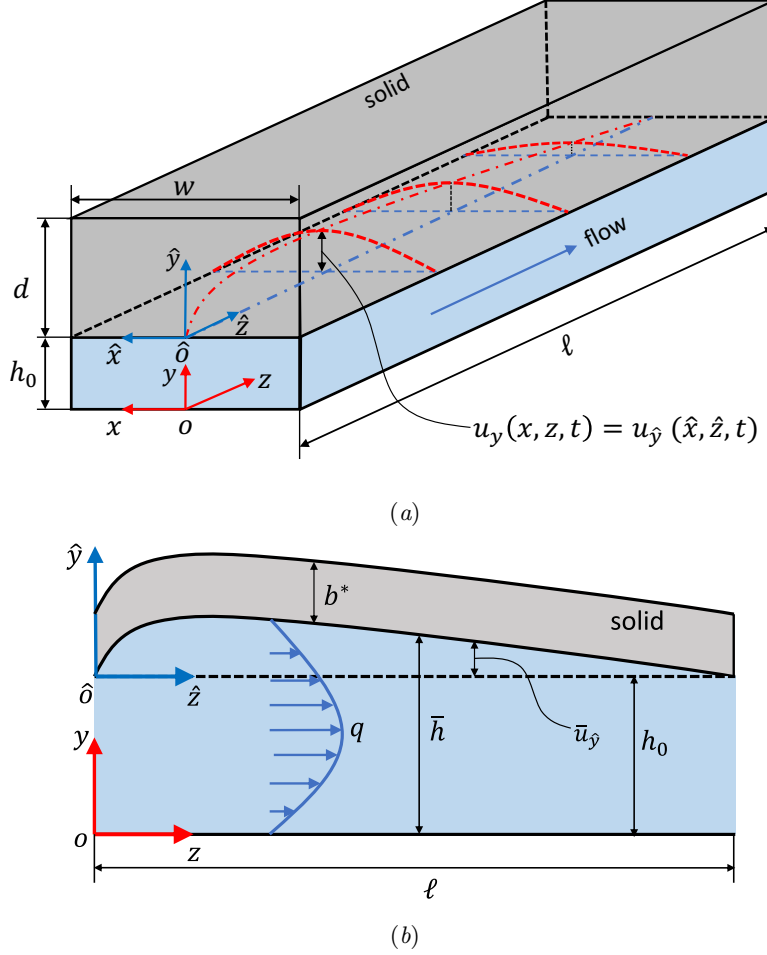 solid
w
ŷ
d
flow
ẑ
x̂
ô
h₀
y
z
ℓ
x
o
u_y(x, z, t) = u_ŷ (x̂, ẑ, t)
(a)
ŷ
b*
solid
ô
ẑ
ū_ŷ
y
q
h̄
h₀
o
z
ℓ
(b)